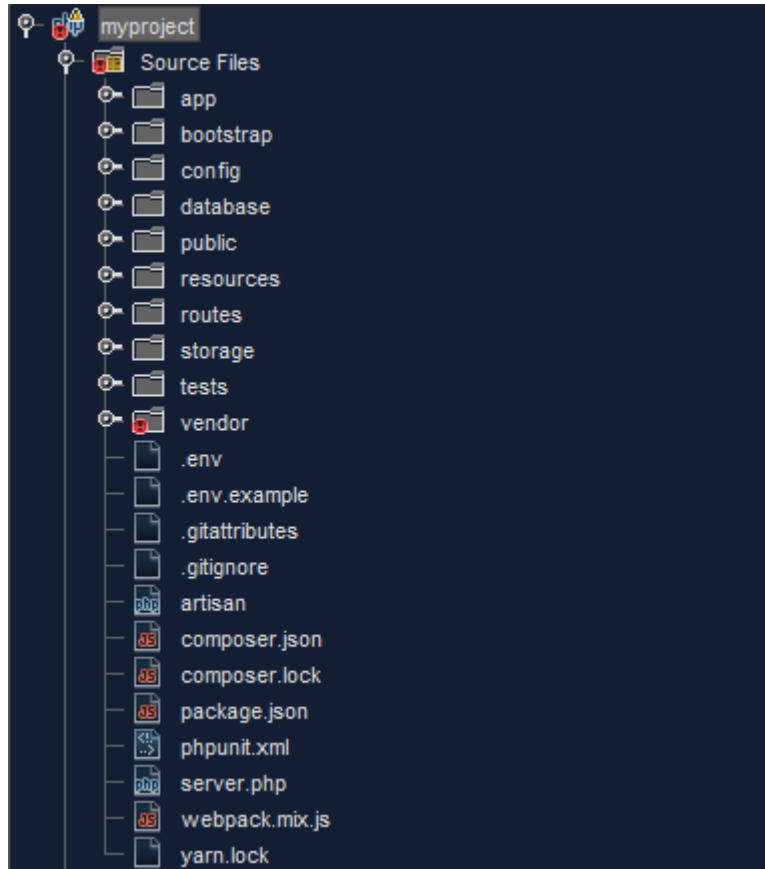 myproject
Source Files
app
bootstrap
config
database
public
resources
routes
storage
tests
vendor
.env
.env.example
.gitattributes
.gitignore
artisan
composer.json
composer.lock
package.json
phpunit.xml
server.php
webpack.mix.js
yarn.lock